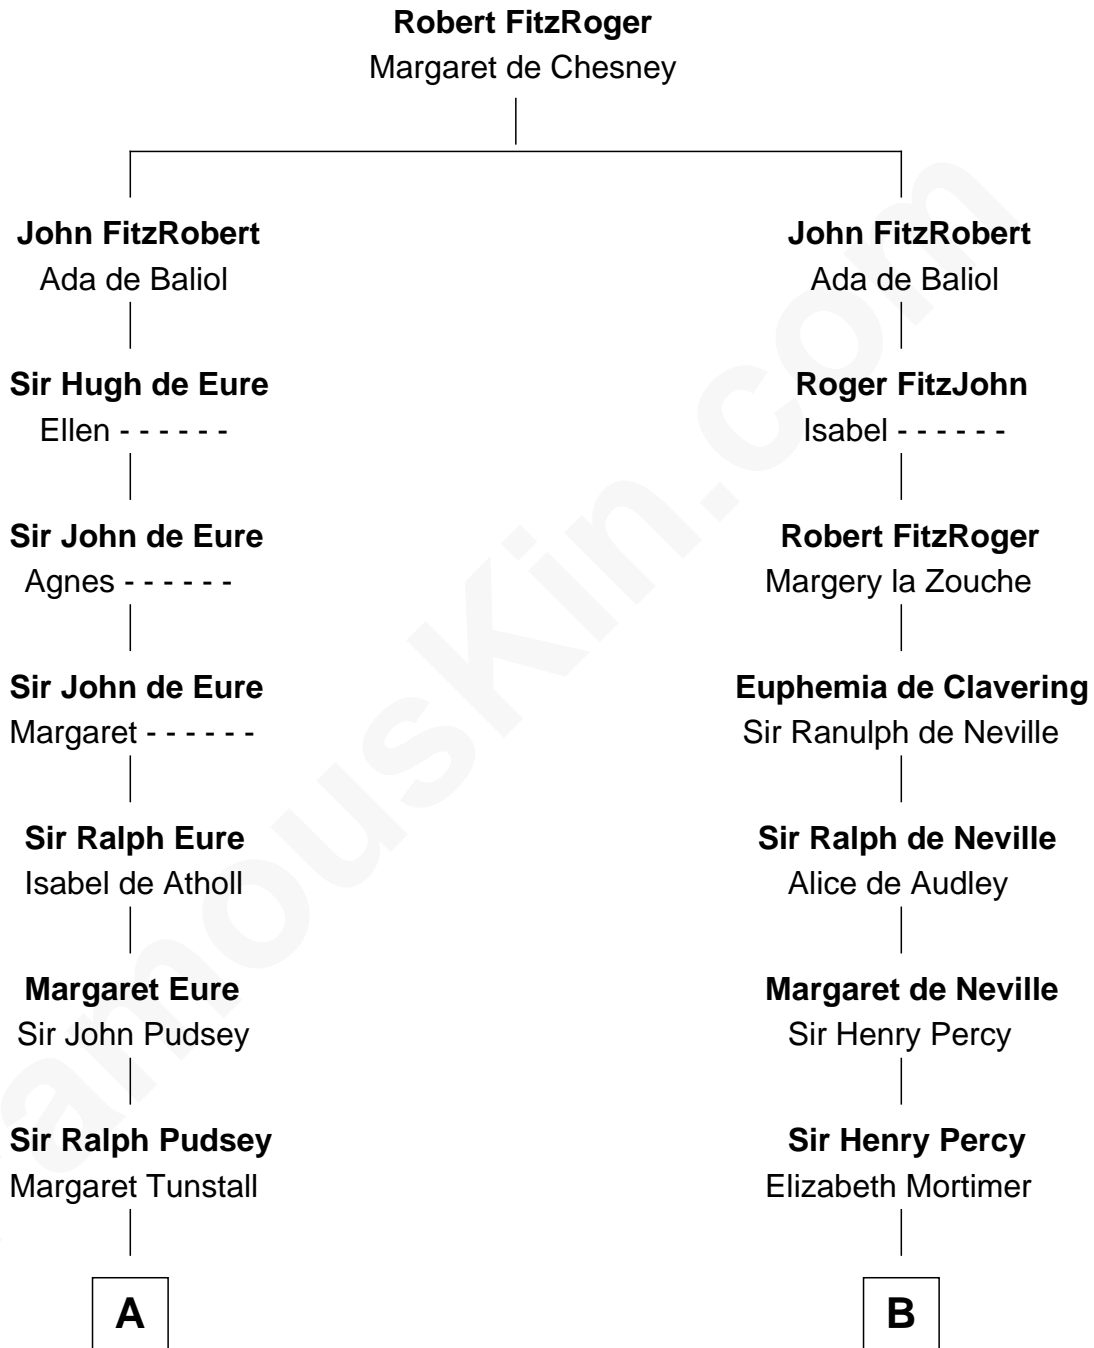 Robert FitzRoger
Margaret de Chesney
John FitzRobert
Ada de Baliol
John FitzRobert
Ada de Baliol
Sir Hugh de Eure
Ellen - - - - - -
Roger FitzJohn
Isabel - - - - - -
Sir John de Eure
Agnes - - - - - -
Robert FitzRoger
Margery la Zouche
Sir John de Eure
Margaret - - - - - -
Euphemia de Clavering
Sir Ranulph de Neville
Sir Ralph Eure
Isabel de Atholl
Sir Ralph de Neville
Alice de Audley
Margaret Eure
Sir John Pudsey
Margaret de Neville
Sir Henry Percy
Sir Ralph Pudsey
Margaret Tunstall
Sir Henry Percy
Elizabeth Mortimer
A
B
amousKin.com